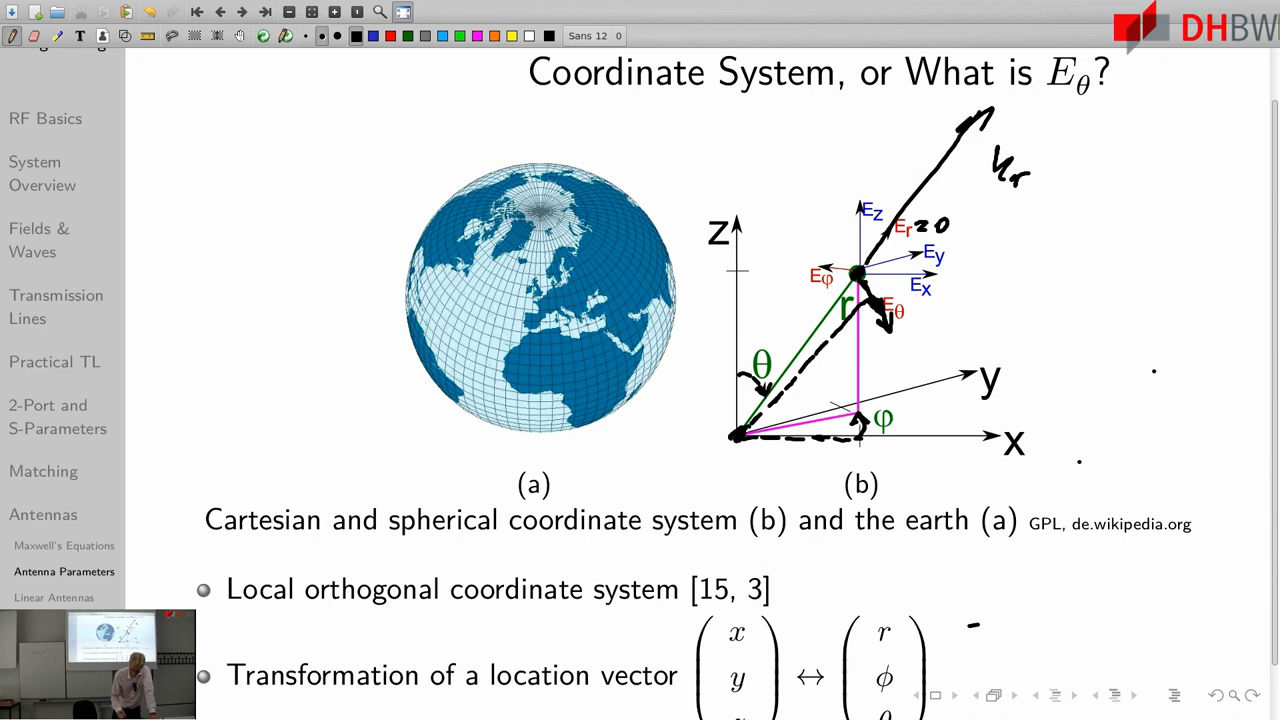 Sans 12 0
DHBW
Coordinate System, or What is Eθ?
RF Basics
System
Overview
Fields &
Waves
Transmission
Lines
Practical TL
2-Port and
S-Parameters
Matching
Antennas
Maxwell's Equations
Antenna Parameters
Linear Antennas
z
Ez
Er = 0
Ey
Ex
Eφ
Eθ
r
θ
y
φ
x
(a)
(b)
Cartesian and spherical coordinate system (b) and the earth (a) GPL, de.wikipedia.org
Local orthogonal coordinate system [15, 3]
Transformation of a location vector
x
y
↔
r
ϕ